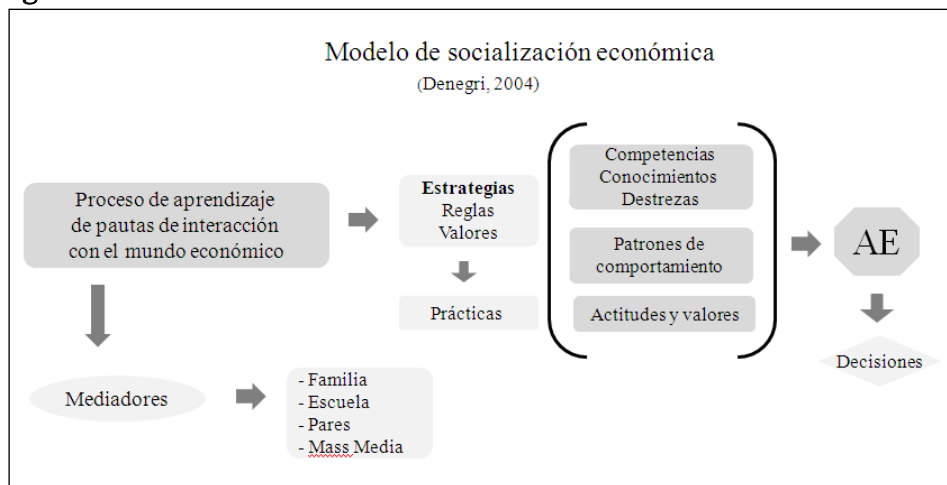 Modelo de socialización económica
(Denegri, 2004)
Proceso de aprendizaje
de pautas de interacción
con el mundo económico
Estrategias
Reglas
Valores
Prácticas
Competencias
Conocimientos
Destrezas
Patrones de
comportamiento
Actitudes y valores
AE
Decisiones
Mediadores
- Familia
- Escuela
- Pares
- Mass Media